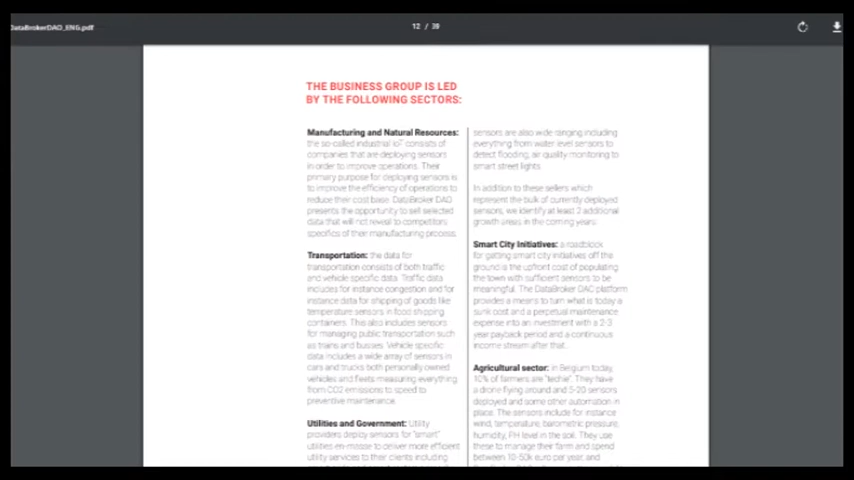 DataBrokerDAO_ENG.pdf
12 / 39
THE BUSINESS GROUP IS LED
BY THE FOLLOWING SECTORS:
Manufacturing and Natural Resources:
the so-called industrial IoT consists of
companies that are deploying sensors
in order to improve operations. Their
primary purpose for deploying sensors is
to improve the efficiency of operations to
reduce their cost base. DataBroker DAO
presents the opportunity to sell selected
data that will not reveal to competitors
specifics of their manufacturing process.
Transportation: the data for
transportation consists of both traffic
and vehicle specific data. Traffic data
includes for instance congestion and for
instance data for shipping of goods like
temperature sensors in food shipping
containers. This also includes sensors
for managing public transportation such
as trains and busses. Vehicle specific
data includes a wide array of sensors in
cars and trucks both personally owned
vehicles and fleets measuring everything
from CO2 emissions to speed to
preventive maintenance.
Utilities and Government: Utility
providers deploy sensors for "smart"
utilities en-masse to deliver more efficient
utility services to their clients including
sensors are also wide-ranging including
everything from water level sensors to
detect flooding, air quality monitoring to
smart street lights.
In addition to these sellers which
represent the bulk of currently deployed
sensors, we identify at least 2 additional
growth areas in the coming years:
Smart City Initiatives: a roadblock
for getting smart city initiatives off the
ground is the upfront cost of populating
the town with sufficient sensors to be
meaningful. The DataBroker DAO platform
provides a means to turn what is today a
sunk cost and a perpetual maintenance
expense into an investment with a 2-3
year payback period and a continuous
income stream after that.
Agricultural sector: in Belgium today,
10% of farmers are "techie". They have
a drone flying around and 5-20 sensors
deployed and some other automation in
place. The sensors include for instance
wind, temperature, barometric pressure,
humidity, PH level in the soil. They use
these to manage their farm and spend
between 10-50k euro per year, and